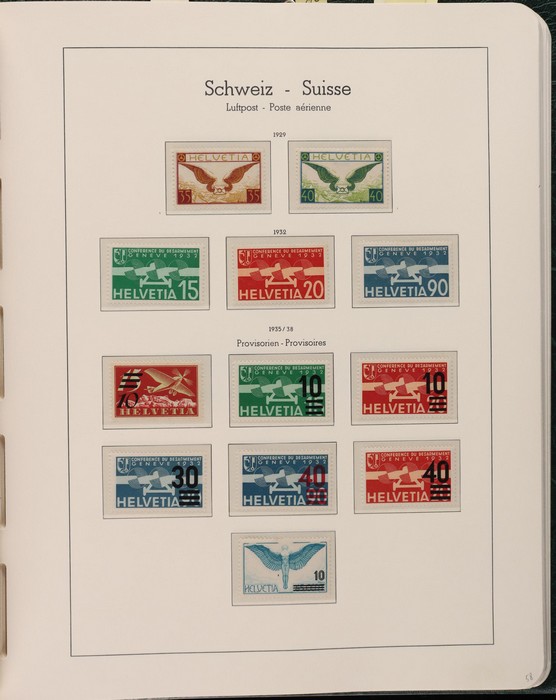 Schweiz - Suisse
Luftpost - Poste aérienne
1929
HELVETIA
35 35
HELVETIA
40 40
1932
CONFERENCE DU DESARMEMENT
GENEVE 1932
HELVETIA 15
CONFERENCE DU DESARMEMENT
GENEVE 1932
HELVETIA 20
CONFERENCE DU DESARMEMENT
GENEVE 1932
HELVETIA 90
1935/38
Provisorien - Provisoires
10
HELVETIA
CONFERENCE DU DESARMEMENT
GENEVE 1932
10
HELVETIA
CONFERENCE DU DESARMEMENT
GENEVE 1932
10
HELVETIA
CONFERENCE DU DESARMEMENT
GENEVE 1932
30
HELVETIA
CONFERENCE DU DESARMEMENT
GENEVE 1932
40
HELVETIA
CONFERENCE DU DESARMEMENT
GENEVE 1932
40
HELVETIA
10
HELVETIA